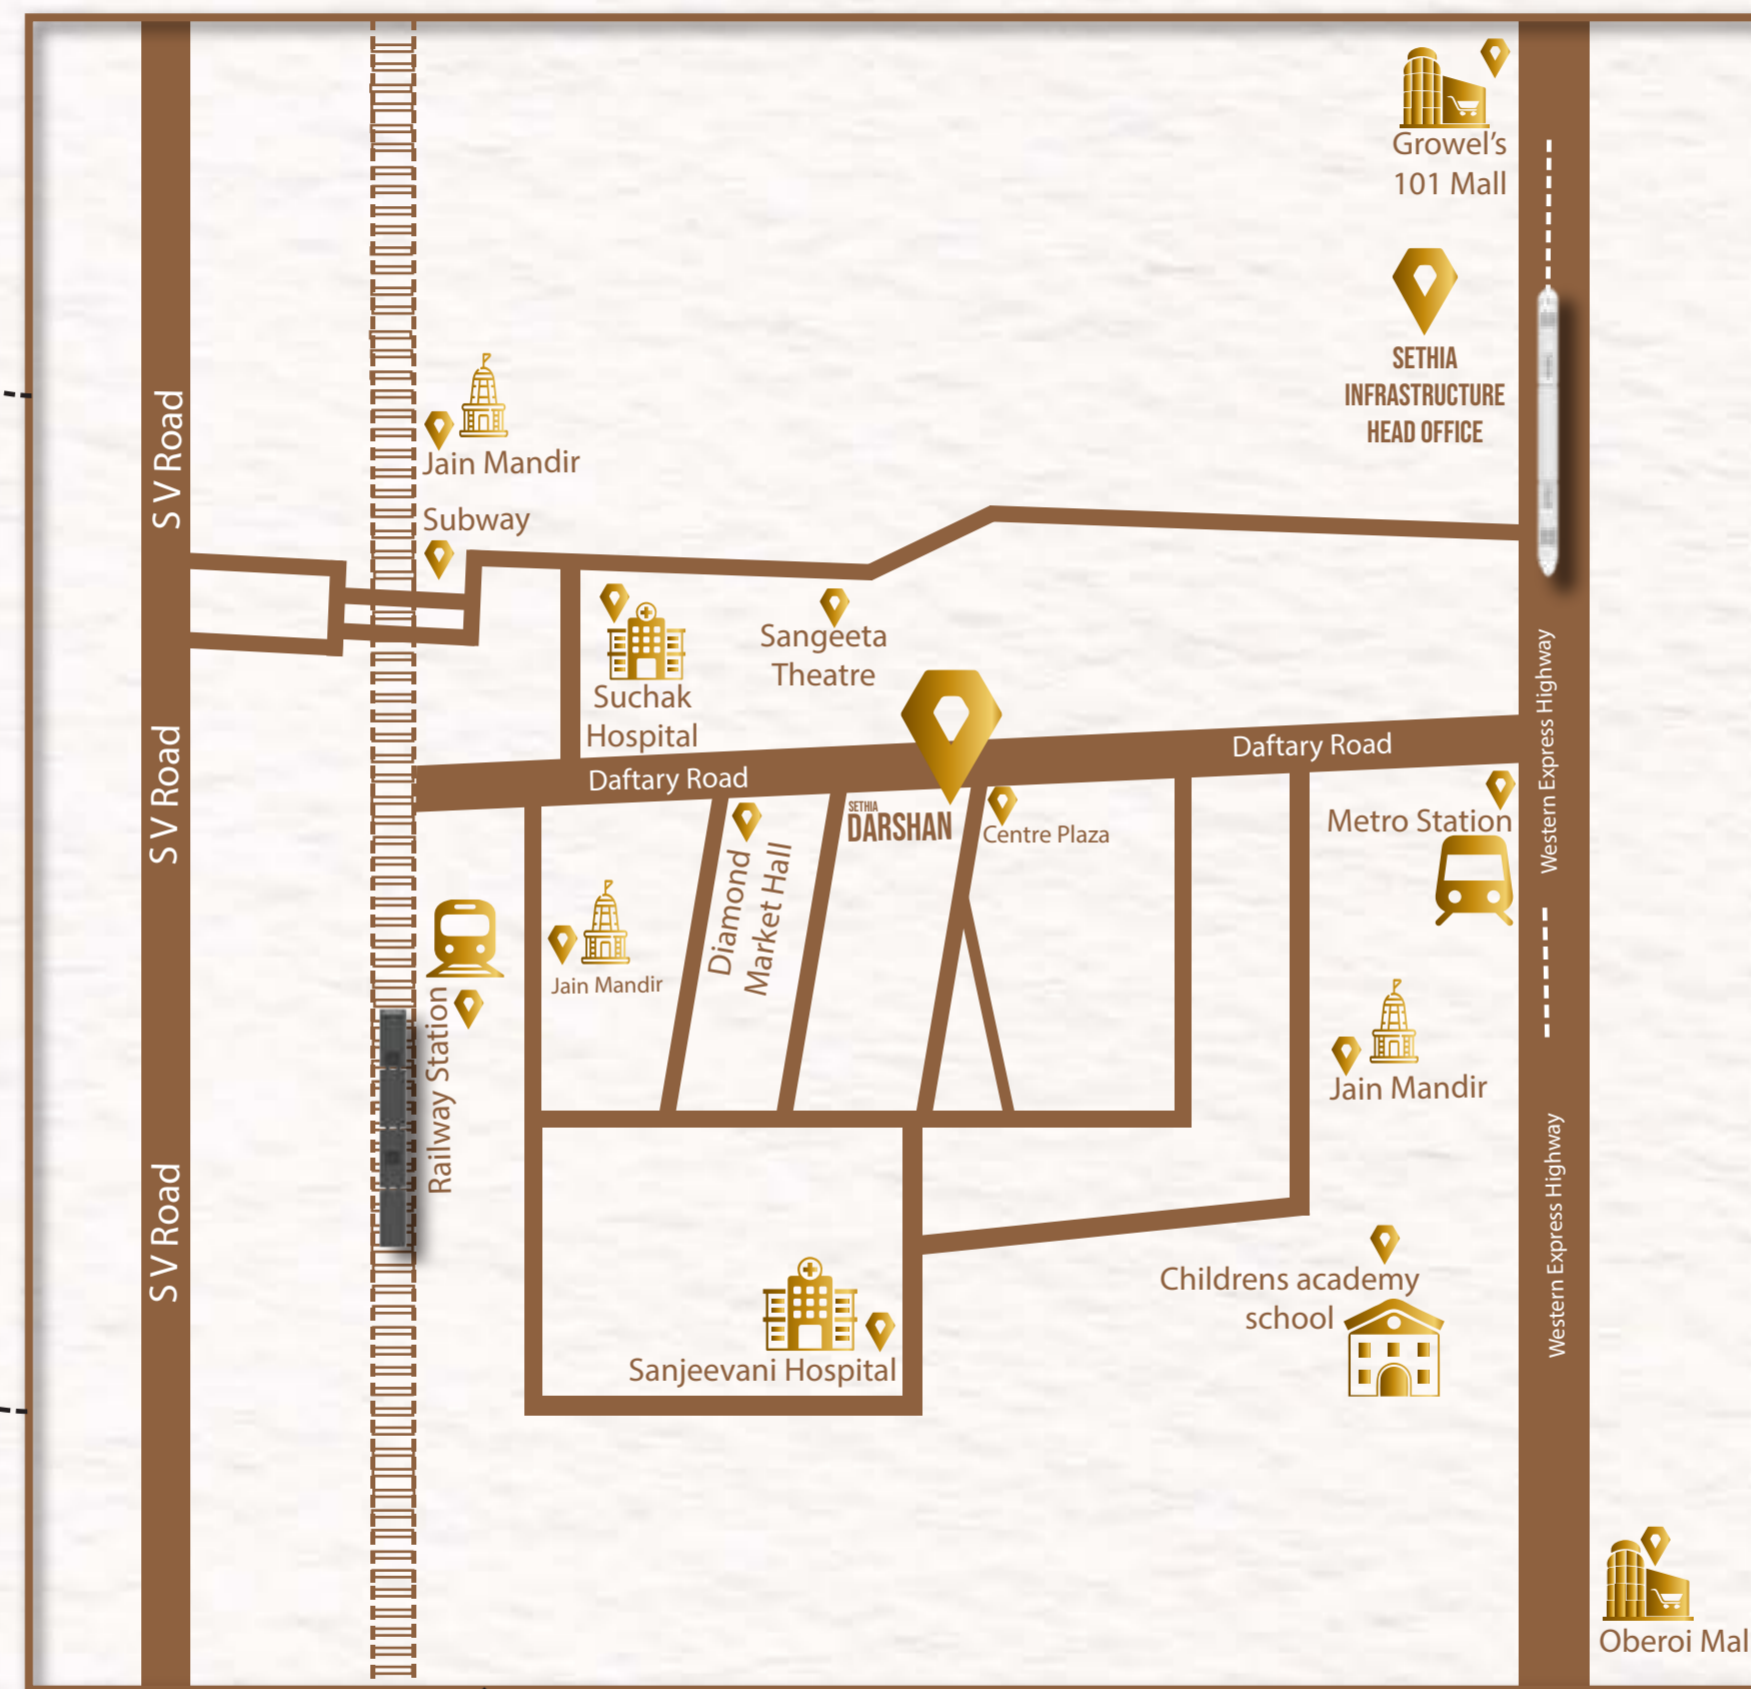 Growel's
101 Mall
SETHIA
INFRASTRUCTURE
HEAD OFFICE
S V Road
Jain Mandir
Subway
Sangeeta
Theatre
Suchak
Hospital
Western Express Highway
Daftary Road
Daftary Road
S V Road
SETHIA
DARSHAN
Centre Plaza
Metro Station
Diamond
Market Hall
Jain Mandir
Railway Station
Jain Mandir
S V Road
Western Express Highway
Childrens academy
school
Sanjeevani Hospital
Oberoi Mal